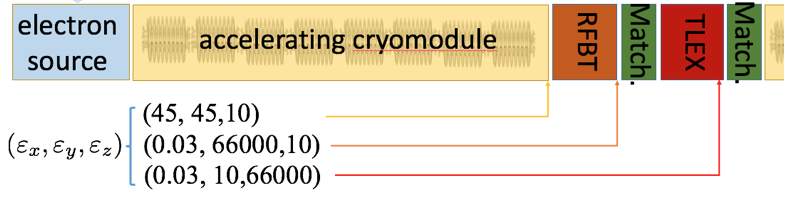 electron source
accelerating cryomodule
RFBT
Match.
TLEX
Match.
(εx, εy, εz)
(45, 45,10)
(0.03, 66000,10)
(0.03, 10,66000)